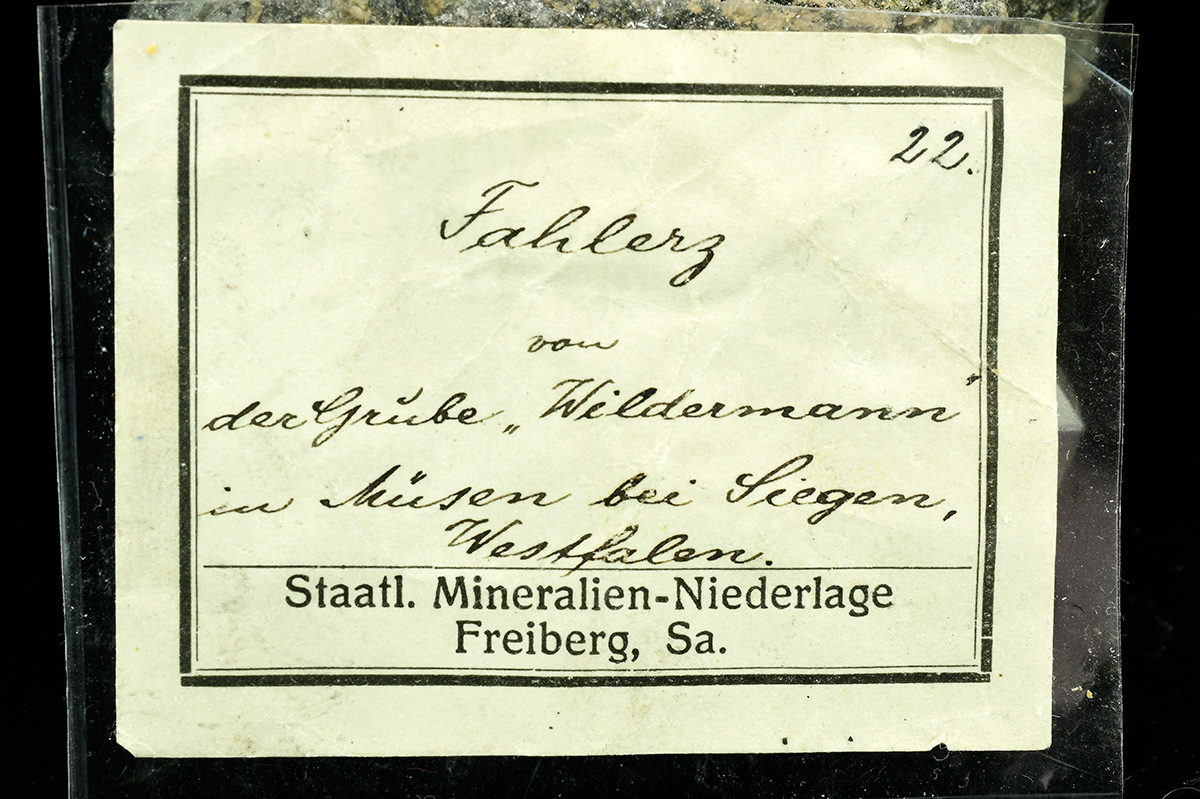 22.
Fahlerz
von
der Grube „Wildermann
in Müsen bei Siegen,
Westfalen.
Staatl. Mineralien-Niederlage
Freiberg, Sa.